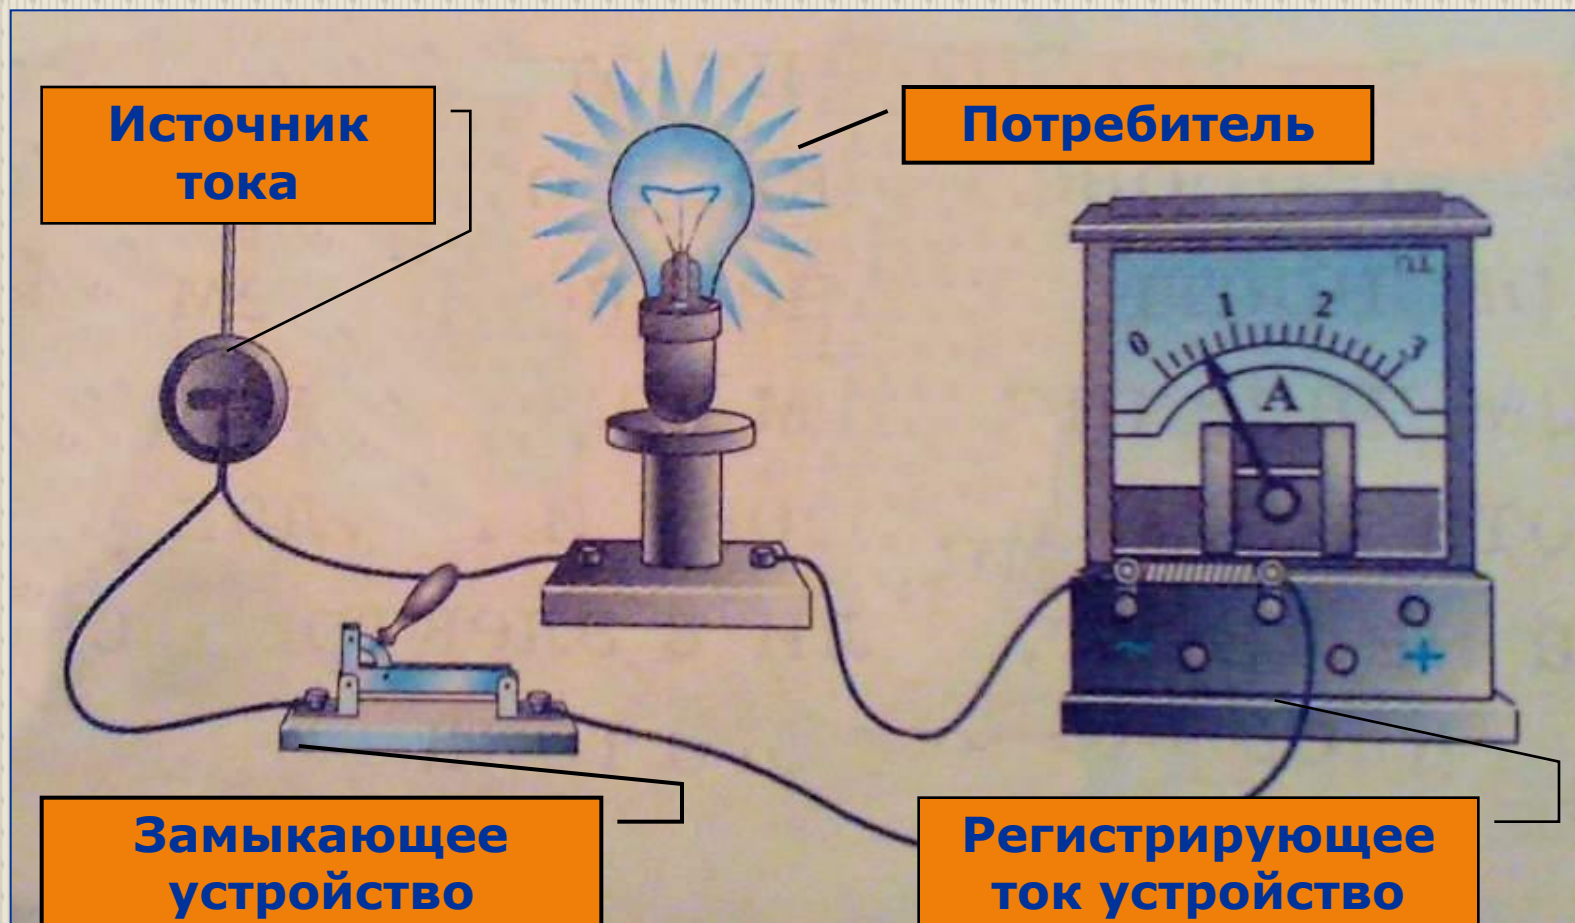 Источник
тока
Потребитель
0 1 2 3
А
~ +
Замыкающее
устройство
Регистрирующее
ток устройство